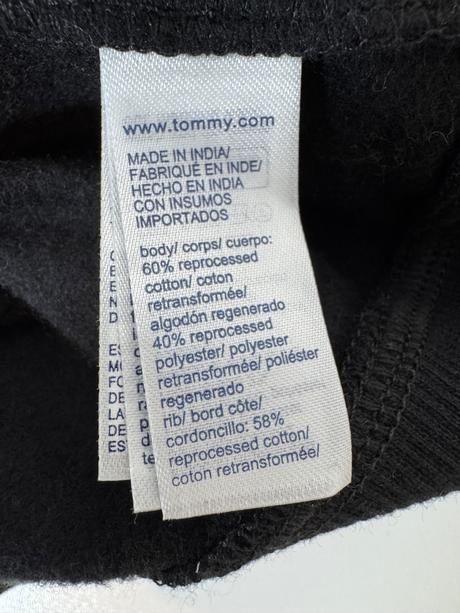 www.tommy.com
MADE IN INDIA/
FABRIQUÉ EN INDE/
HECHO EN INDIA
CON INSUMOS
IMPORTADOS
body/ corps/ cuerpo:
60% reprocessed
cotton/ coton
retransformée/
algodón regenerado
40% reprocessed
polyester/ polyester
retransformée/ poliéster
regenerado
rib/ bord côte/
cordoncillo: 58%
reprocessed cotton/
coton retransformée/